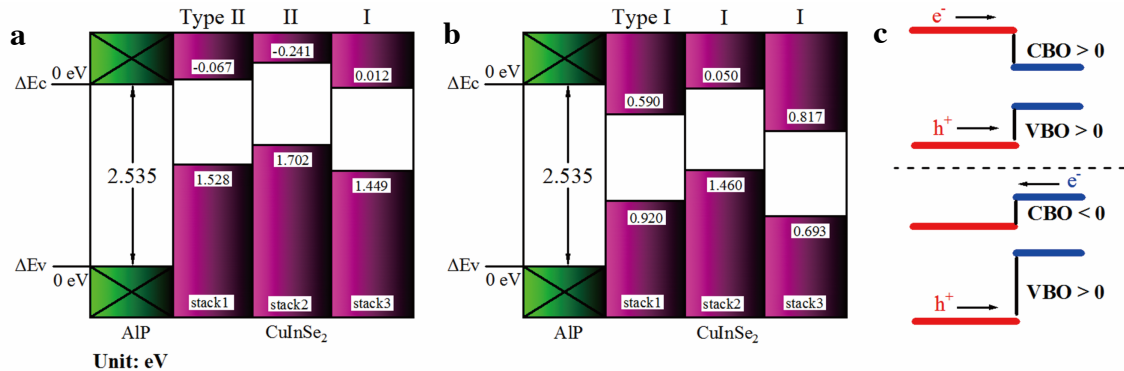 a
Type II II I
-0.067
-0.241
0.012
0 eV
ΔEc
2.535
1.528
1.702
1.449
ΔEv
0 eV
stack1
stack2
stack3
AlP
CuInSe2
Unit: eV
b
Type I I I
0.590
0.050
0.817
0 eV
ΔEc
2.535
0.920
1.460
0.693
ΔEv
0 eV
stack1
stack2
stack3
AlP
CuInSe2
c
e-
CBO > 0
h+
VBO > 0
e-
CBO < 0
VBO > 0
h+